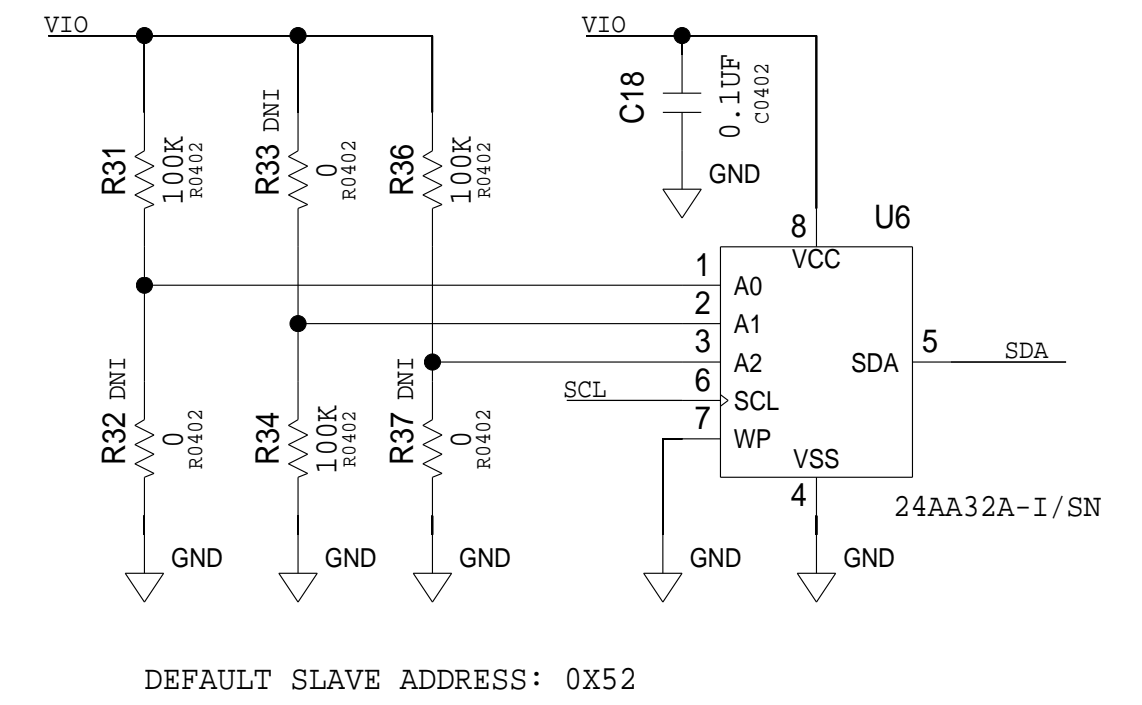 VIO
VIO
R31
100K
R0402
R33
DNI
0
R0402
R36
100K
R0402
C18
0.1UF
C0402
GND
U6
8
VCC
1
A0
2
A1
3
A2
SCL
6
SCL
7
WP
SDA
5
SDA
VSS
4
24AA32A-I/SN
R32
DNI
0
R0402
R34
100K
R0402
R37
DNI
0
R0402
GND
GND
GND
GND
GND
DEFAULT SLAVE ADDRESS: 0X52